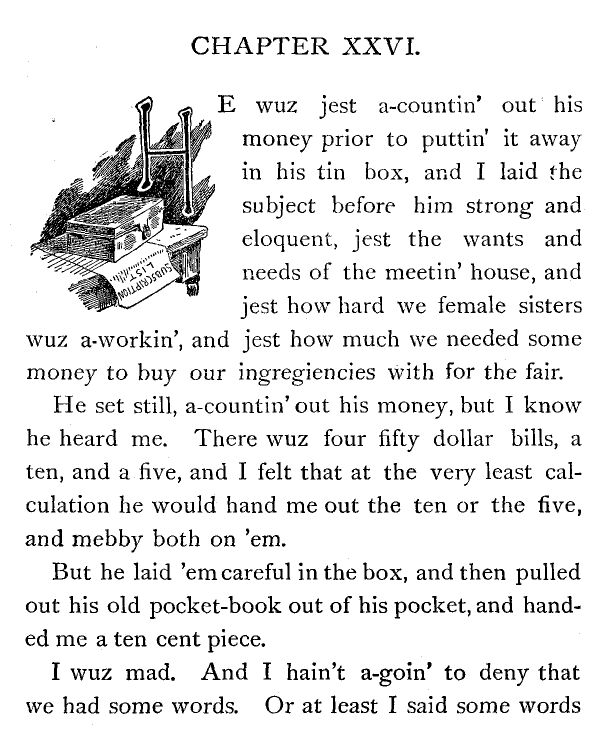 CHAPTER XXVI.
HE wuz jest a-countin' out his
money prior to puttin' it away
in his tin box, and I laid the
subject before him strong and
eloquent, jest the wants and
needs of the meetin' house, and
jest how hard we female sisters
SUBSCRIPTION
LIST
wuz a-workin', and jest how much we needed some
money to buy our ingregiencies with for the fair.
He set still, a-countin' out his money, but I know
he heard me. There wuz four fifty dollar bills, a
ten, and a five, and I felt that at the very least cal-
culation he would hand me out the ten or the five,
and mebby both on 'em.
But he laid 'em careful in the box, and then pulled
out his old pocket-book out of his pocket, and hand-
ed me a ten cent piece.
I wuz mad. And I hain't a-goin' to deny that
we had some words. Or at least I said some words